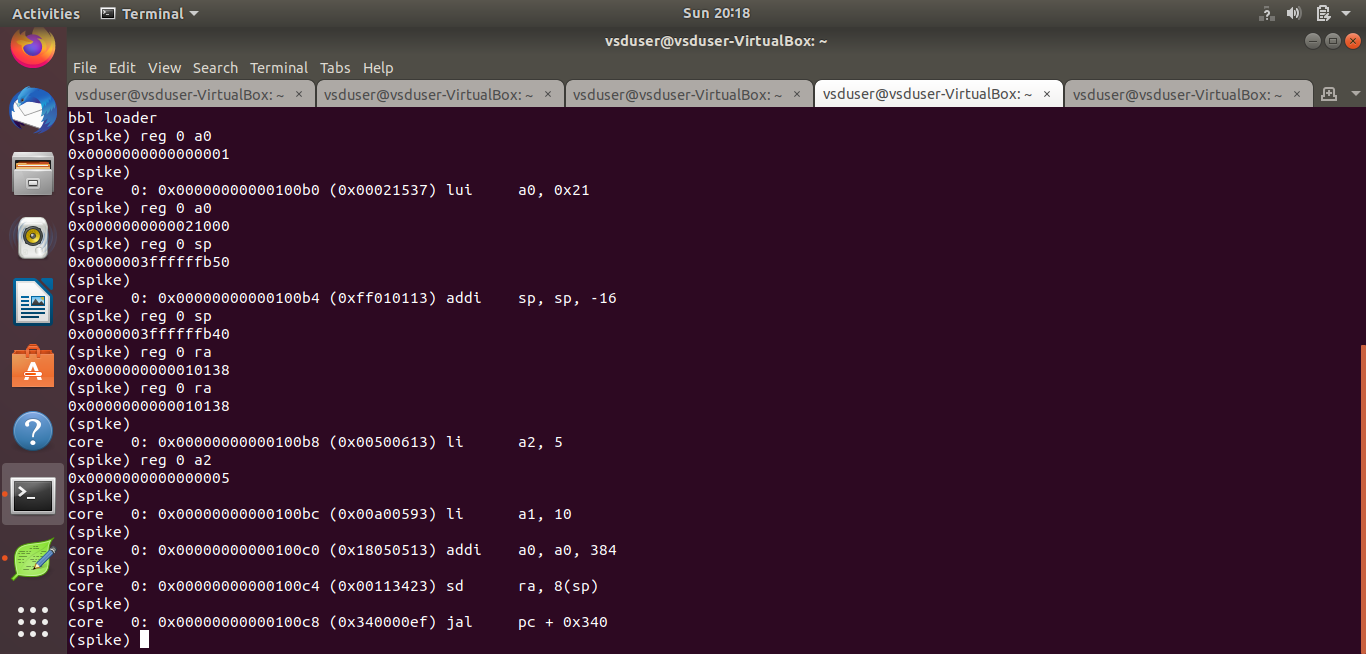 Activities Terminal Sun 20:18
vsduser@vsduser-VirtualBox: ~
File Edit View Search Terminal Tabs Help
vsduser@vsduser-VirtualBox: ~ × vsduser@vsduser-VirtualBox: ~ × vsduser@vsduser-VirtualBox: ~ × vsduser@vsduser-VirtualBox: ~ × vsduser@vsduser-VirtualBox: ~ ×
bbl loader
(spike) reg 0 a0
0x0000000000000001
(spike)
core   0: 0x00000000000100b0 (0x00021537) lui     a0, 0x21
(spike) reg 0 a0
0x0000000000021000
(spike) reg 0 sp
0x0000003ffffffb50
(spike)
core   0: 0x00000000000100b4 (0xff010113) addi    sp, sp, -16
(spike) reg 0 sp
0x0000003ffffffb40
(spike) reg 0 ra
0x0000000000010138
(spike) reg 0 ra
0x0000000000010138
(spike)
core   0: 0x00000000000100b8 (0x00500613) li      a2, 5
(spike) reg 0 a2
0x0000000000000005
(spike)
core   0: 0x00000000000100bc (0x00a00593) li      a1, 10
(spike)
core   0: 0x00000000000100c0 (0x18050513) addi    a0, a0, 384
(spike)
core   0: 0x00000000000100c4 (0x00113423) sd      ra, 8(sp)
(spike)
core   0: 0x00000000000100c8 (0x340000ef) jal     pc + 0x340
(spike)